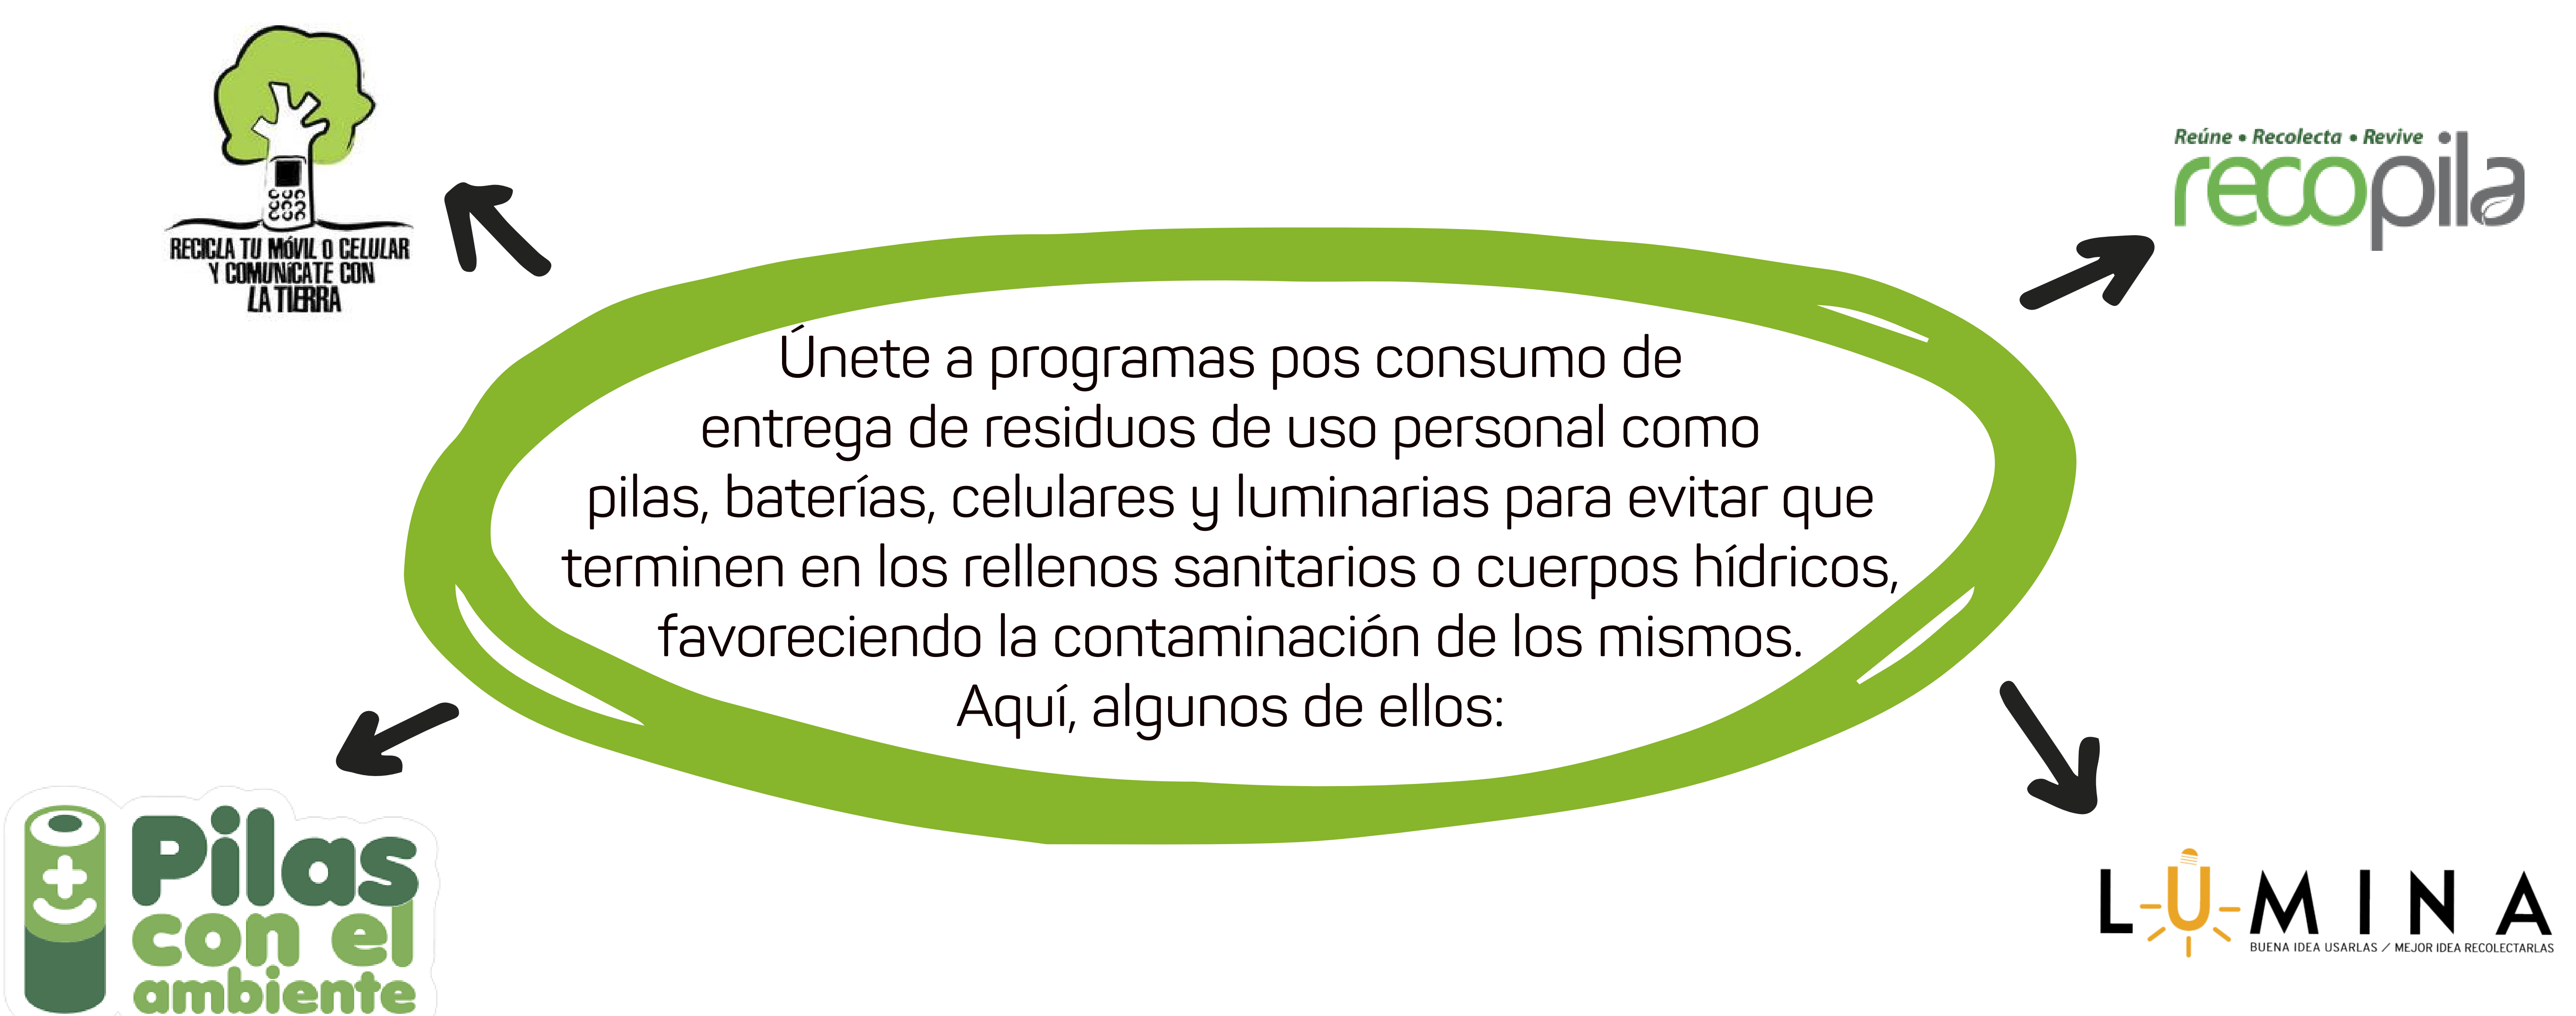 RECICLA TU MÓVIL O CELULAR
Y COMUNÍCATE CON
LA TIERRA
Reúne • Recolecta • Revive
recopila
Únete a programas pos consumo de
entrega de residuos de uso personal como
pilas, baterías, celulares y luminarias para evitar que
terminen en los rellenos sanitarios o cuerpos hídricos,
favoreciendo la contaminación de los mismos.
Aquí, algunos de ellos:
Pilas
con el
ambiente
LUMINA
BUENA IDEA USARLAS / MEJOR IDEA RECOLECTARLAS